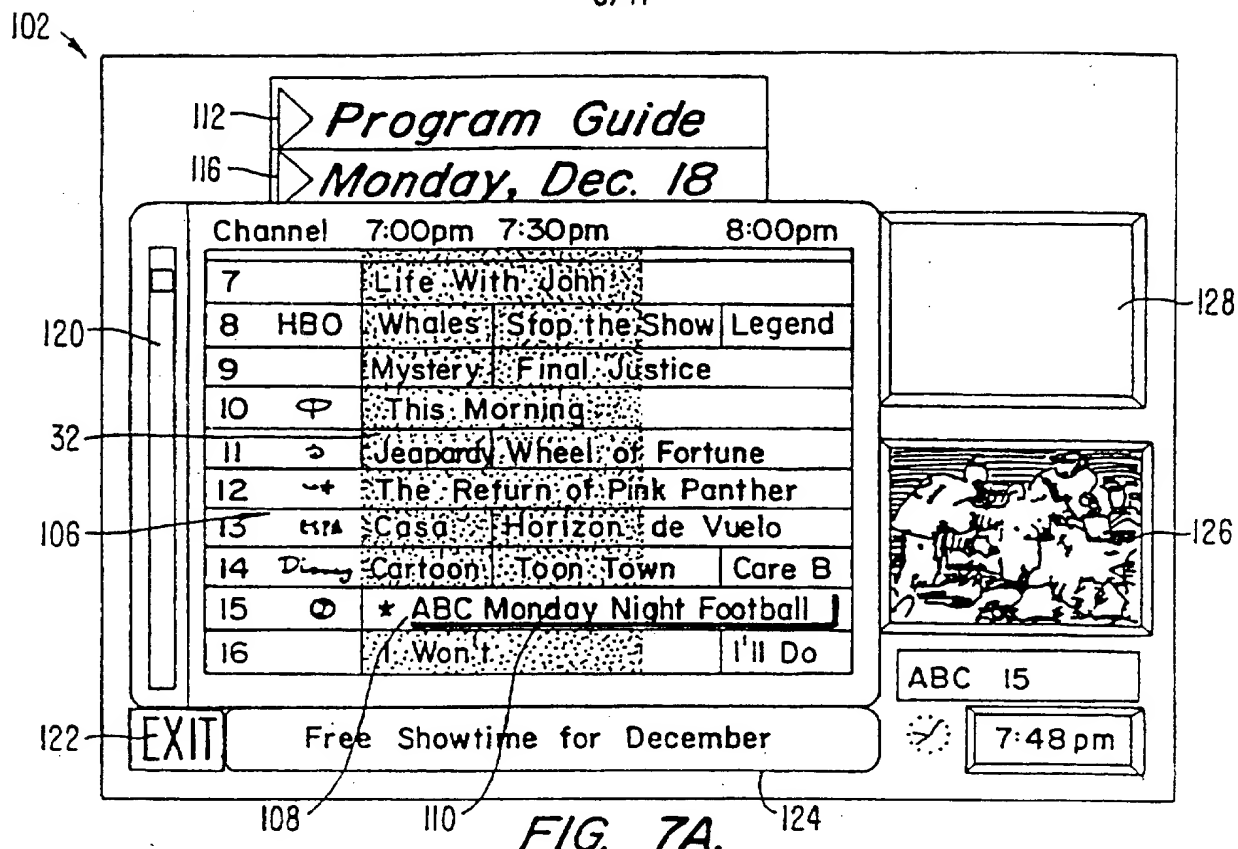 102
112 Program Guide
116 Monday, Dec. 18
Channel 7:00pm 7:30pm 8:00pm
7 Life With John
8 HBO Whales Stop the Show Legend
128
120
9 Mystery Final Justice
10 This Morning
32
11 Jeapardy Wheel of Fortune
12 The Return of Pink Panther
106
13 Casa Horizon de Vuelo
126
14 Disney Cartoon Toon Town Care B
15 * ABC Monday Night Football
16 I Won't I'll Do
ABC 15
122 EXIT Free Showtime for December 7:48pm
108 110 124
FIG. 7A.